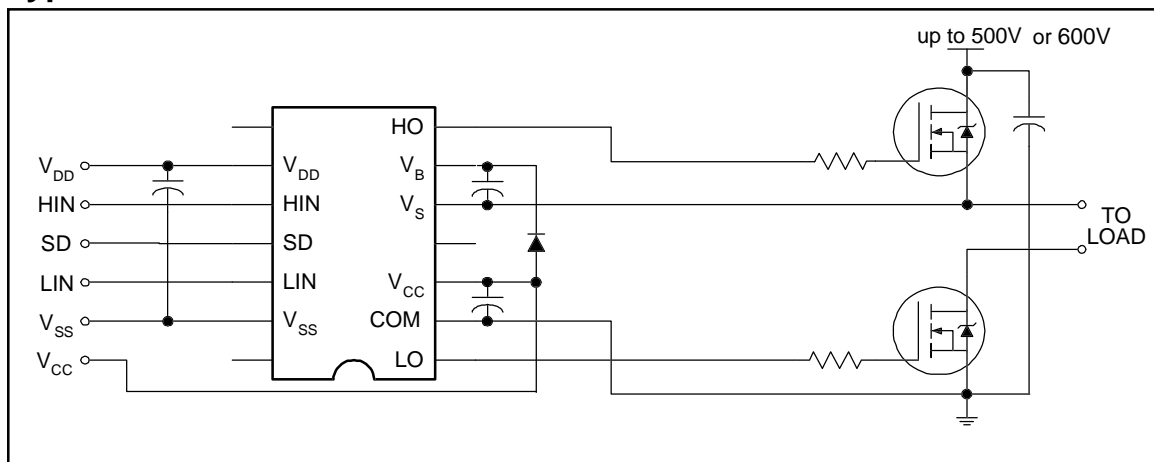 up to 500V or 600V
HO
V_DD
V_DD
V_B
HIN
HIN
V_S
TO
LOAD
SD
SD
LIN
LIN
V_CC
V_SS
V_SS
COM
V_CC
LO